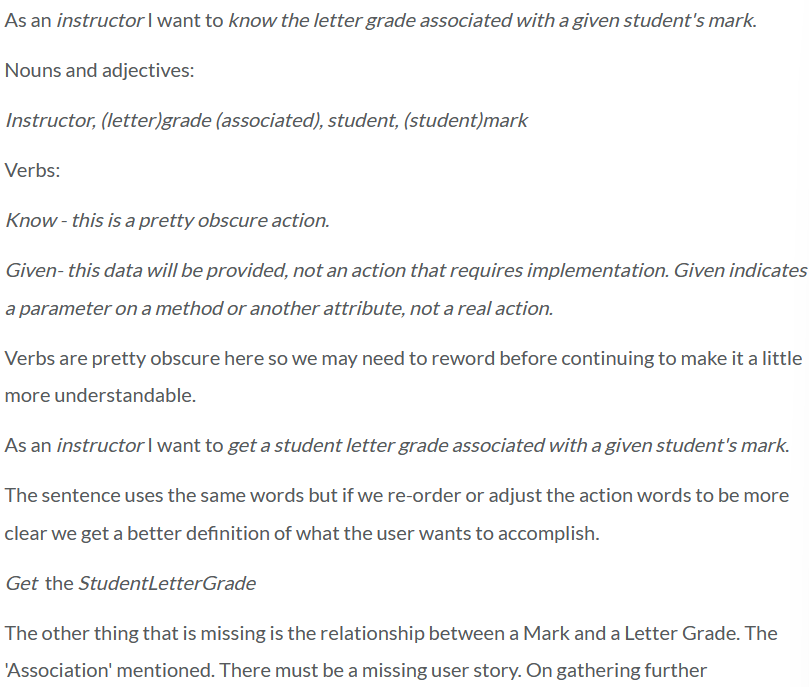 As an instructor I want to know the letter grade associated with a given student's mark.
Nouns and adjectives:
Instructor, (letter)grade (associated), student, (student)mark
Verbs:
Know - this is a pretty obscure action.
Given- this data will be provided, not an action that requires implementation. Given indicates
a parameter on a method or another attribute, not a real action.
Verbs are pretty obscure here so we may need to reword before continuing to make it a little
more understandable.
As an instructor I want to get a student letter grade associated with a given student's mark.
The sentence uses the same words but if we re-order or adjust the action words to be more
clear we get a better definition of what the user wants to accomplish.
Get the StudentLetterGrade
The other thing that is missing is the relationship between a Mark and a Letter Grade. The
'Association' mentioned. There must be a missing user story. On gathering further